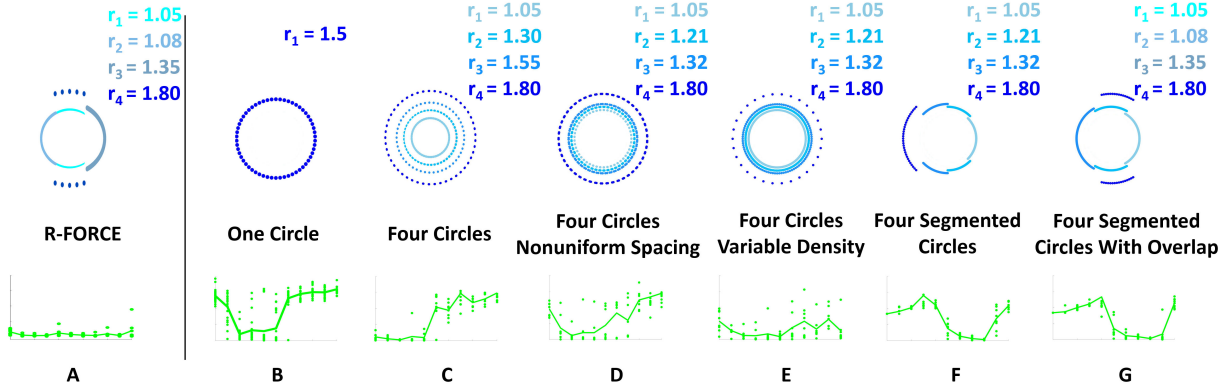 r1 = 1.05
r2 = 1.08
r3 = 1.35
r4 = 1.80
R-FORCE
A
r1 = 1.5
One Circle
B
r1 = 1.05
r2 = 1.30
r3 = 1.55
r4 = 1.80
Four Circles
C
r1 = 1.05
r2 = 1.21
r3 = 1.32
r4 = 1.80
Four Circles
Nonuniform Spacing
D
r1 = 1.05
r2 = 1.21
r3 = 1.32
r4 = 1.80
Four Circles
Variable Density
E
r1 = 1.05
r2 = 1.21
r3 = 1.32
r4 = 1.80
Four Segmented
Circles
F
r1 = 1.05
r2 = 1.08
r3 = 1.35
r4 = 1.80
Four Segmented
Circles With Overlap
G